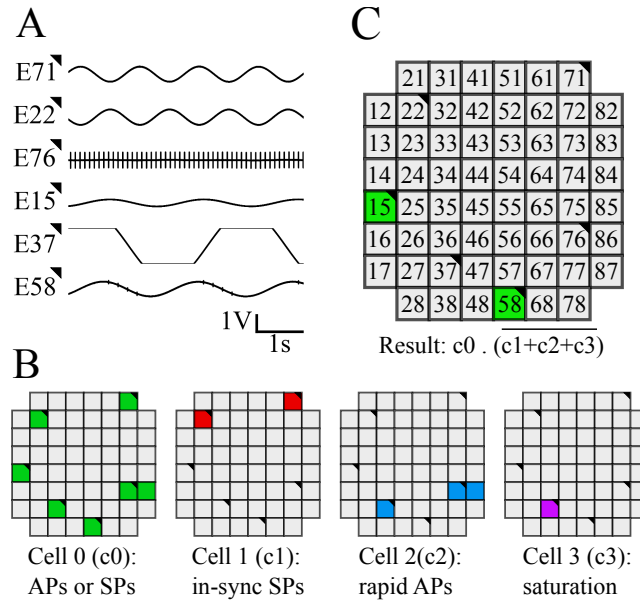 A
E71
E22
E76
E15
E37
E58
1V
1s
C
21 31 41 51 61 71
12 22 32 42 52 62 72 82
13 23 33 43 53 63 73 83
14 24 34 44 54 64 74 84
15 25 35 45 55 65 75 85
16 26 36 46 56 66 76 86
17 27 37 47 57 67 77 87
28 38 48 58 68 78
Result: c0 . (c1+c2+c3)
B
Cell 0 (c0):
APs or SPs
Cell 1 (c1):
in-sync SPs
Cell 2(c2):
rapid APs
Cell 3 (c3):
saturation